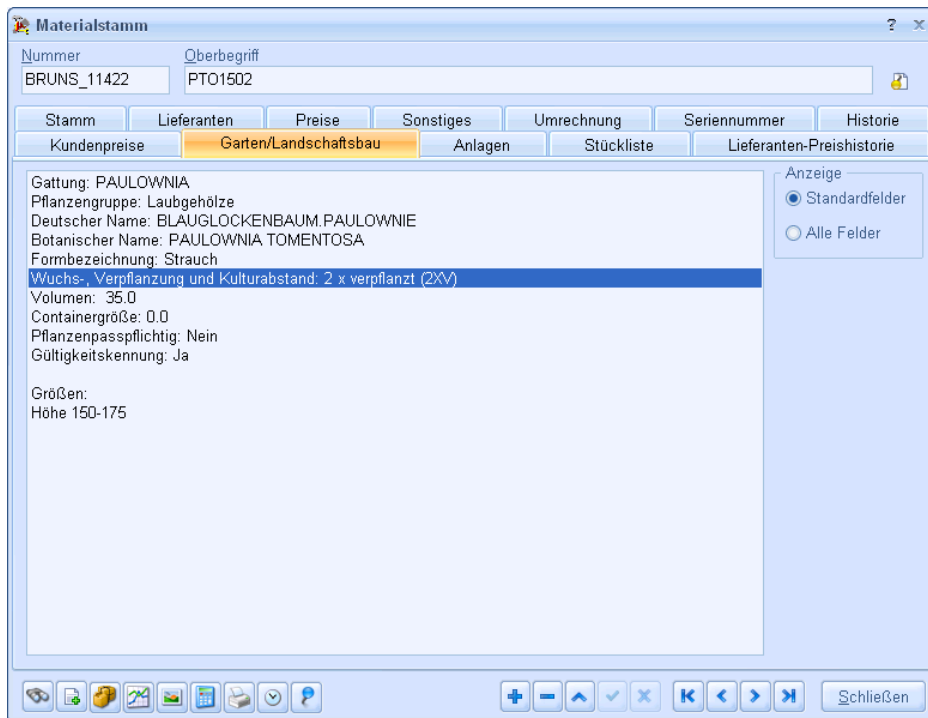 Materialstamm
?
Nummer
Oberbegriff
BRUNS_11422
PTO1502
Stamm
Lieferanten
Preise
Sonstiges
Umrechnung
Seriennummer
Historie
Kundenpreise
Garten/Landschaftsbau
Anlagen
Stückliste
Lieferanten-Preishistorie
Gattung: PAULOWNIA
Pflanzengruppe: Laubgehölze
Deutscher Name: BLAUGLOCKENBAUM.PAULOWNIE
Botanischer Name: PAULOWNIA TOMENTOSA
Formbezeichnung: Strauch
Wuchs-, Verpflanzung und Kulturabstand: 2 x verpflanzt (2XV)
Volumen: 35.0
Containergröße: 0.0
Pflanzenpasspflichtig: Nein
Gültigkeitskennung: Ja
Größen:
Höhe 150-175
Anzeige
Standardfelder
Alle Felder
Schließen